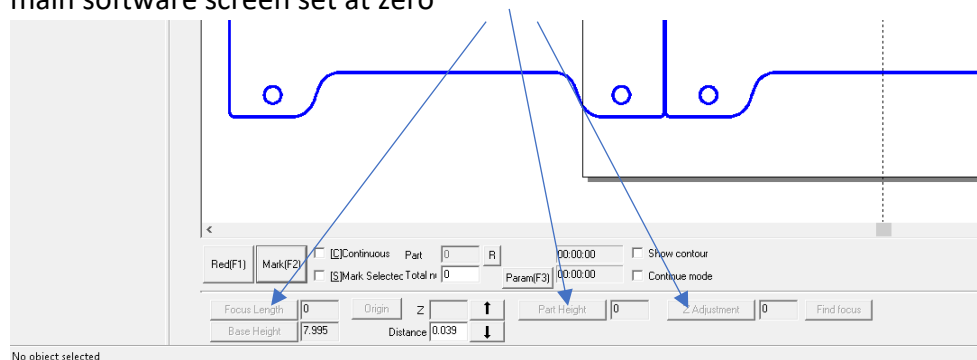 main software screen set at zero
Red(F1) Mark(F2) [C]Continuous Part 0 R 00:00:00 Show contour
[S]Mark Selectec Total nu 0 Param(F3) 00:00:00 Continue mode
Focus Length 0 Origin Z Part Height 0 Z Adjustment 0 Find focus
Base Height 7.995 Distance 0.039
No object selected